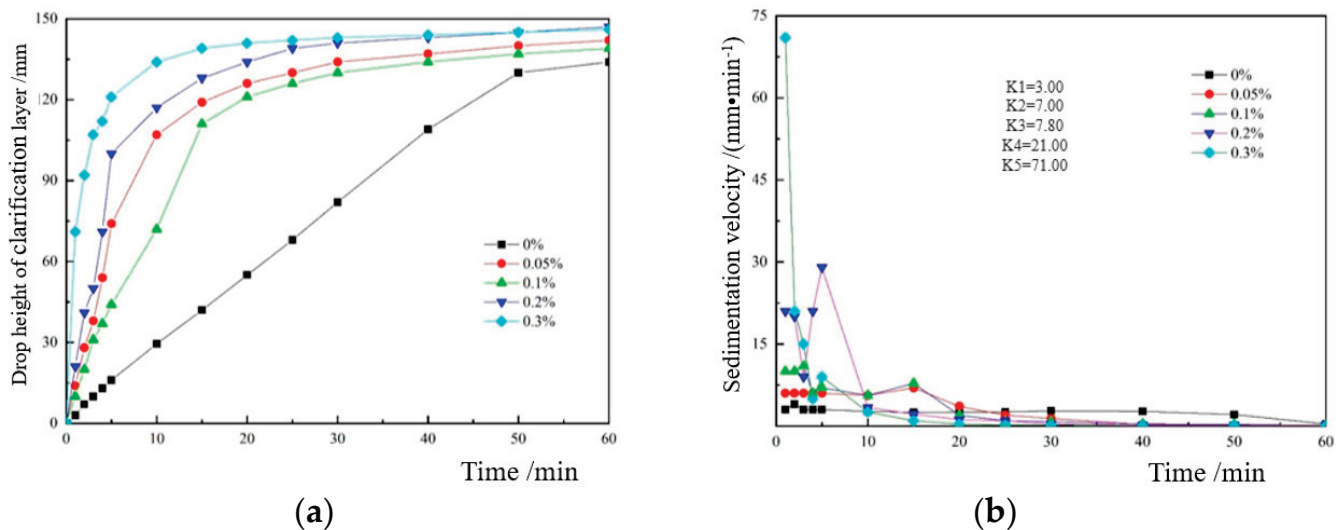 150
120
90
60
30
0
Drop height of clarification layer /mm
0%
0.05%
0.1%
0.2%
0.3%
0 10 20 30 40 50 60
Time /min
(a)
75
60
45
30
15
Sedimentation velocity /(mm•min⁻¹)
K1=3.00
K2=7.00
K3=7.80
K4=21.00
K5=71.00
0%
0.05%
0.1%
0.2%
0.3%
0 10 20 30 40 50 60
Time /min
(b)